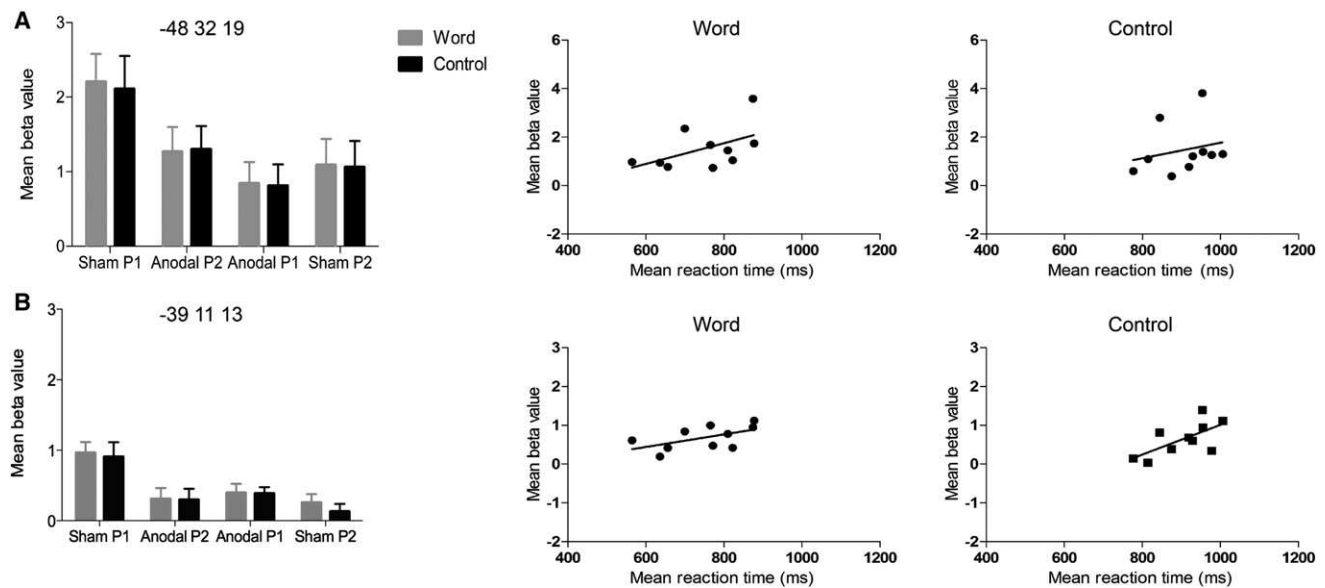 A
-48 32 19
3
2
1
0
Mean beta value
Sham P1 Anodal P2 Anodal P1 Sham P2
Word
Control
Word
6
4
2
0
-2
Mean beta value
400 600 800 1000 1200
Mean reaction time (ms)
Control
6
4
2
0
-2
Mean beta value
400 600 800 1000 1200
Mean reaction time (ms)
B
-39 11 13
3
2
1
0
Mean beta value
Sham P1 Anodal P2 Anodal P1 Sham P2
Word
3
2
1
0
-1
-2
Mean beta value
400 600 800 1000 1200
Mean reaction time (ms)
Control
3
2
1
0
-1
-2
Mean beta value
400 600 800 1000 1200
Mean reaction time (ms)